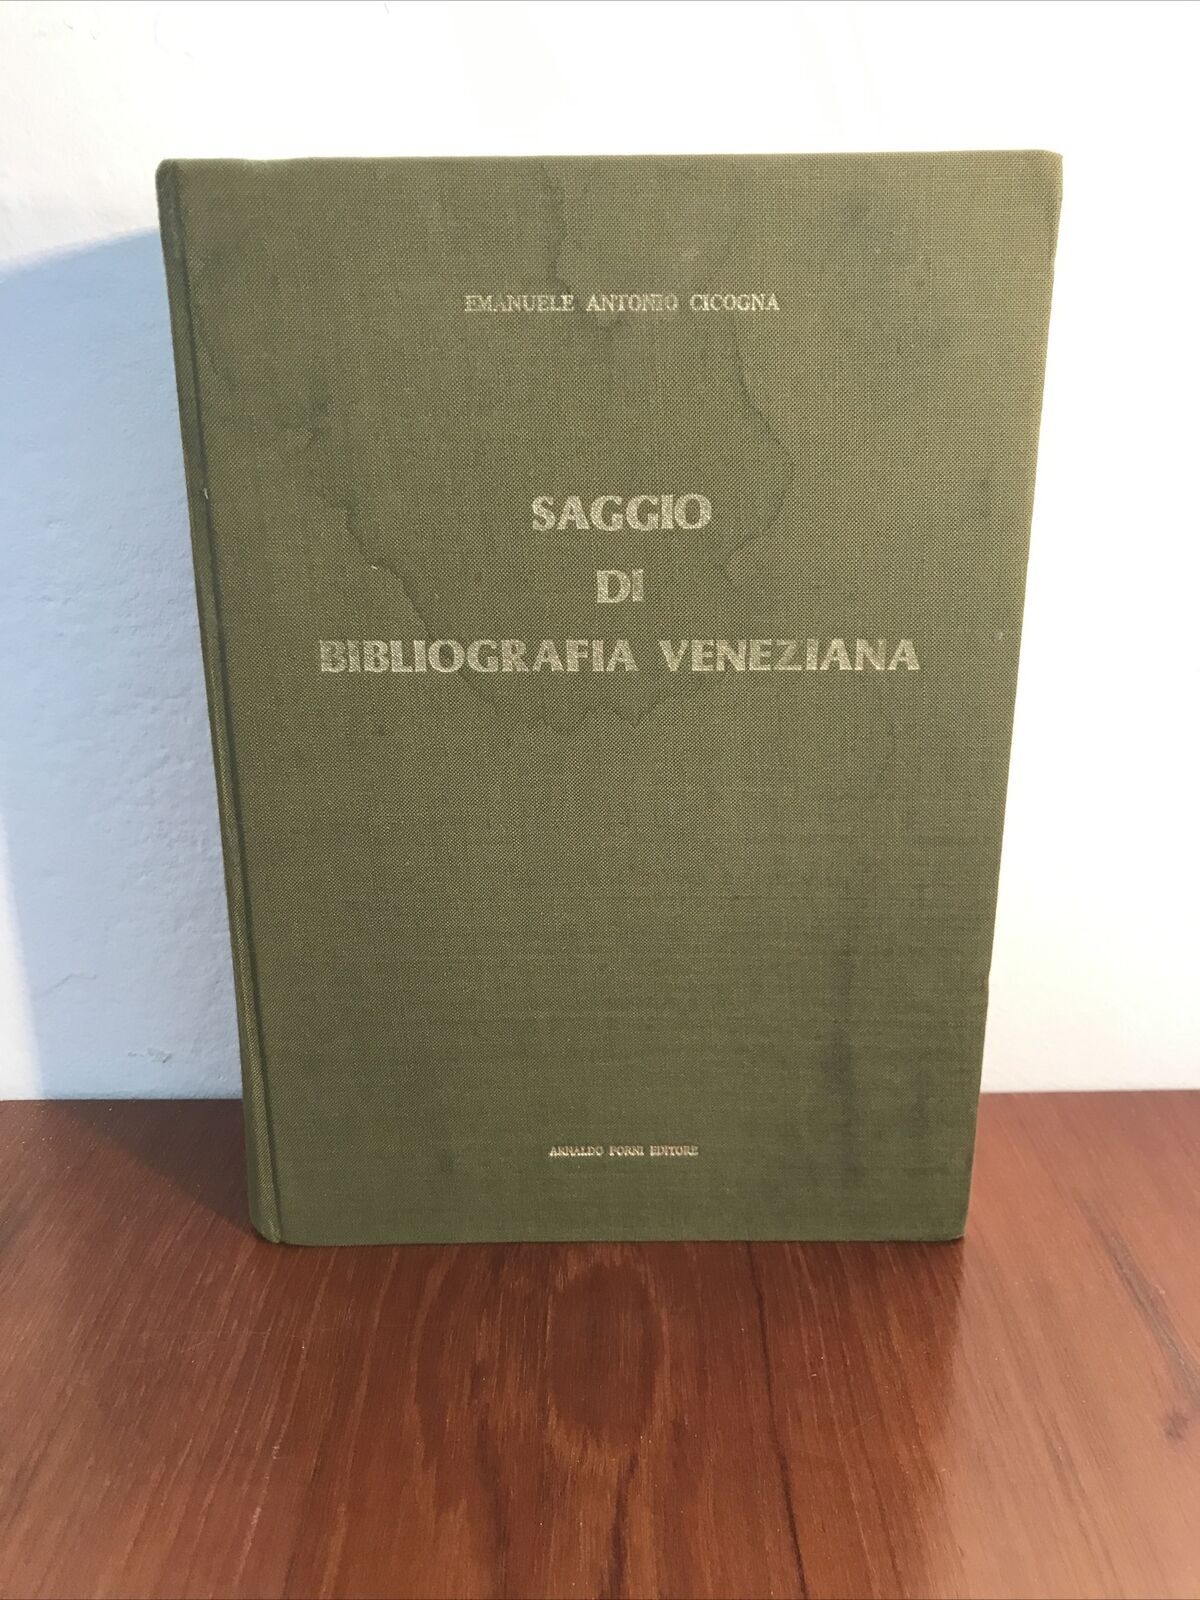 EMANUELE ANTONIO CICOGNA
SAGGIO
DI
BIBLIOGRAFIA VENEZIANA
ARNALDO FORNI EDITORE